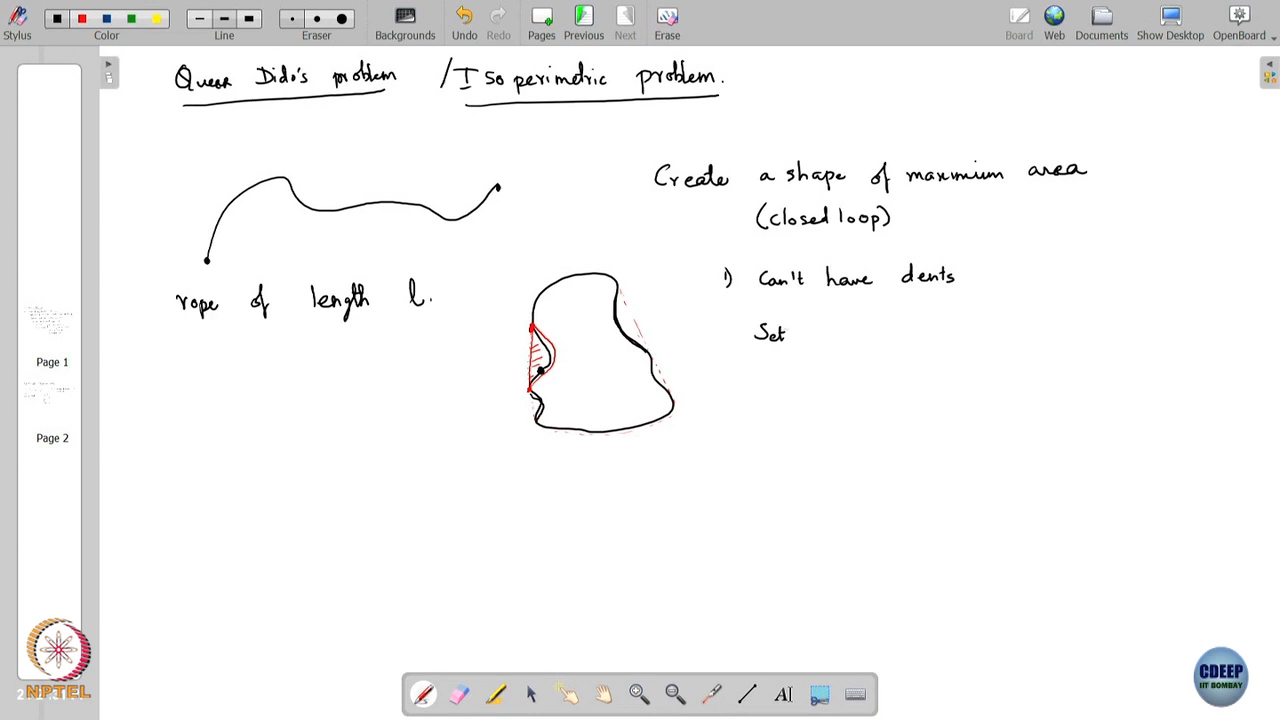 Stylus
Color
Line
Eraser
Backgrounds
Undo
Redo
Pages
Previous
Next
Erase
Board
Web
Documents
Show Desktop
OpenBoard
Queen Dido's problem / Isoperimetric problem.
Create a shape of maximium area
(closed loop)
1) Can't have dents
rope of length l.
Set
Page 1
Page 2
NPTEL
CDEEP
IIT BOMBAY